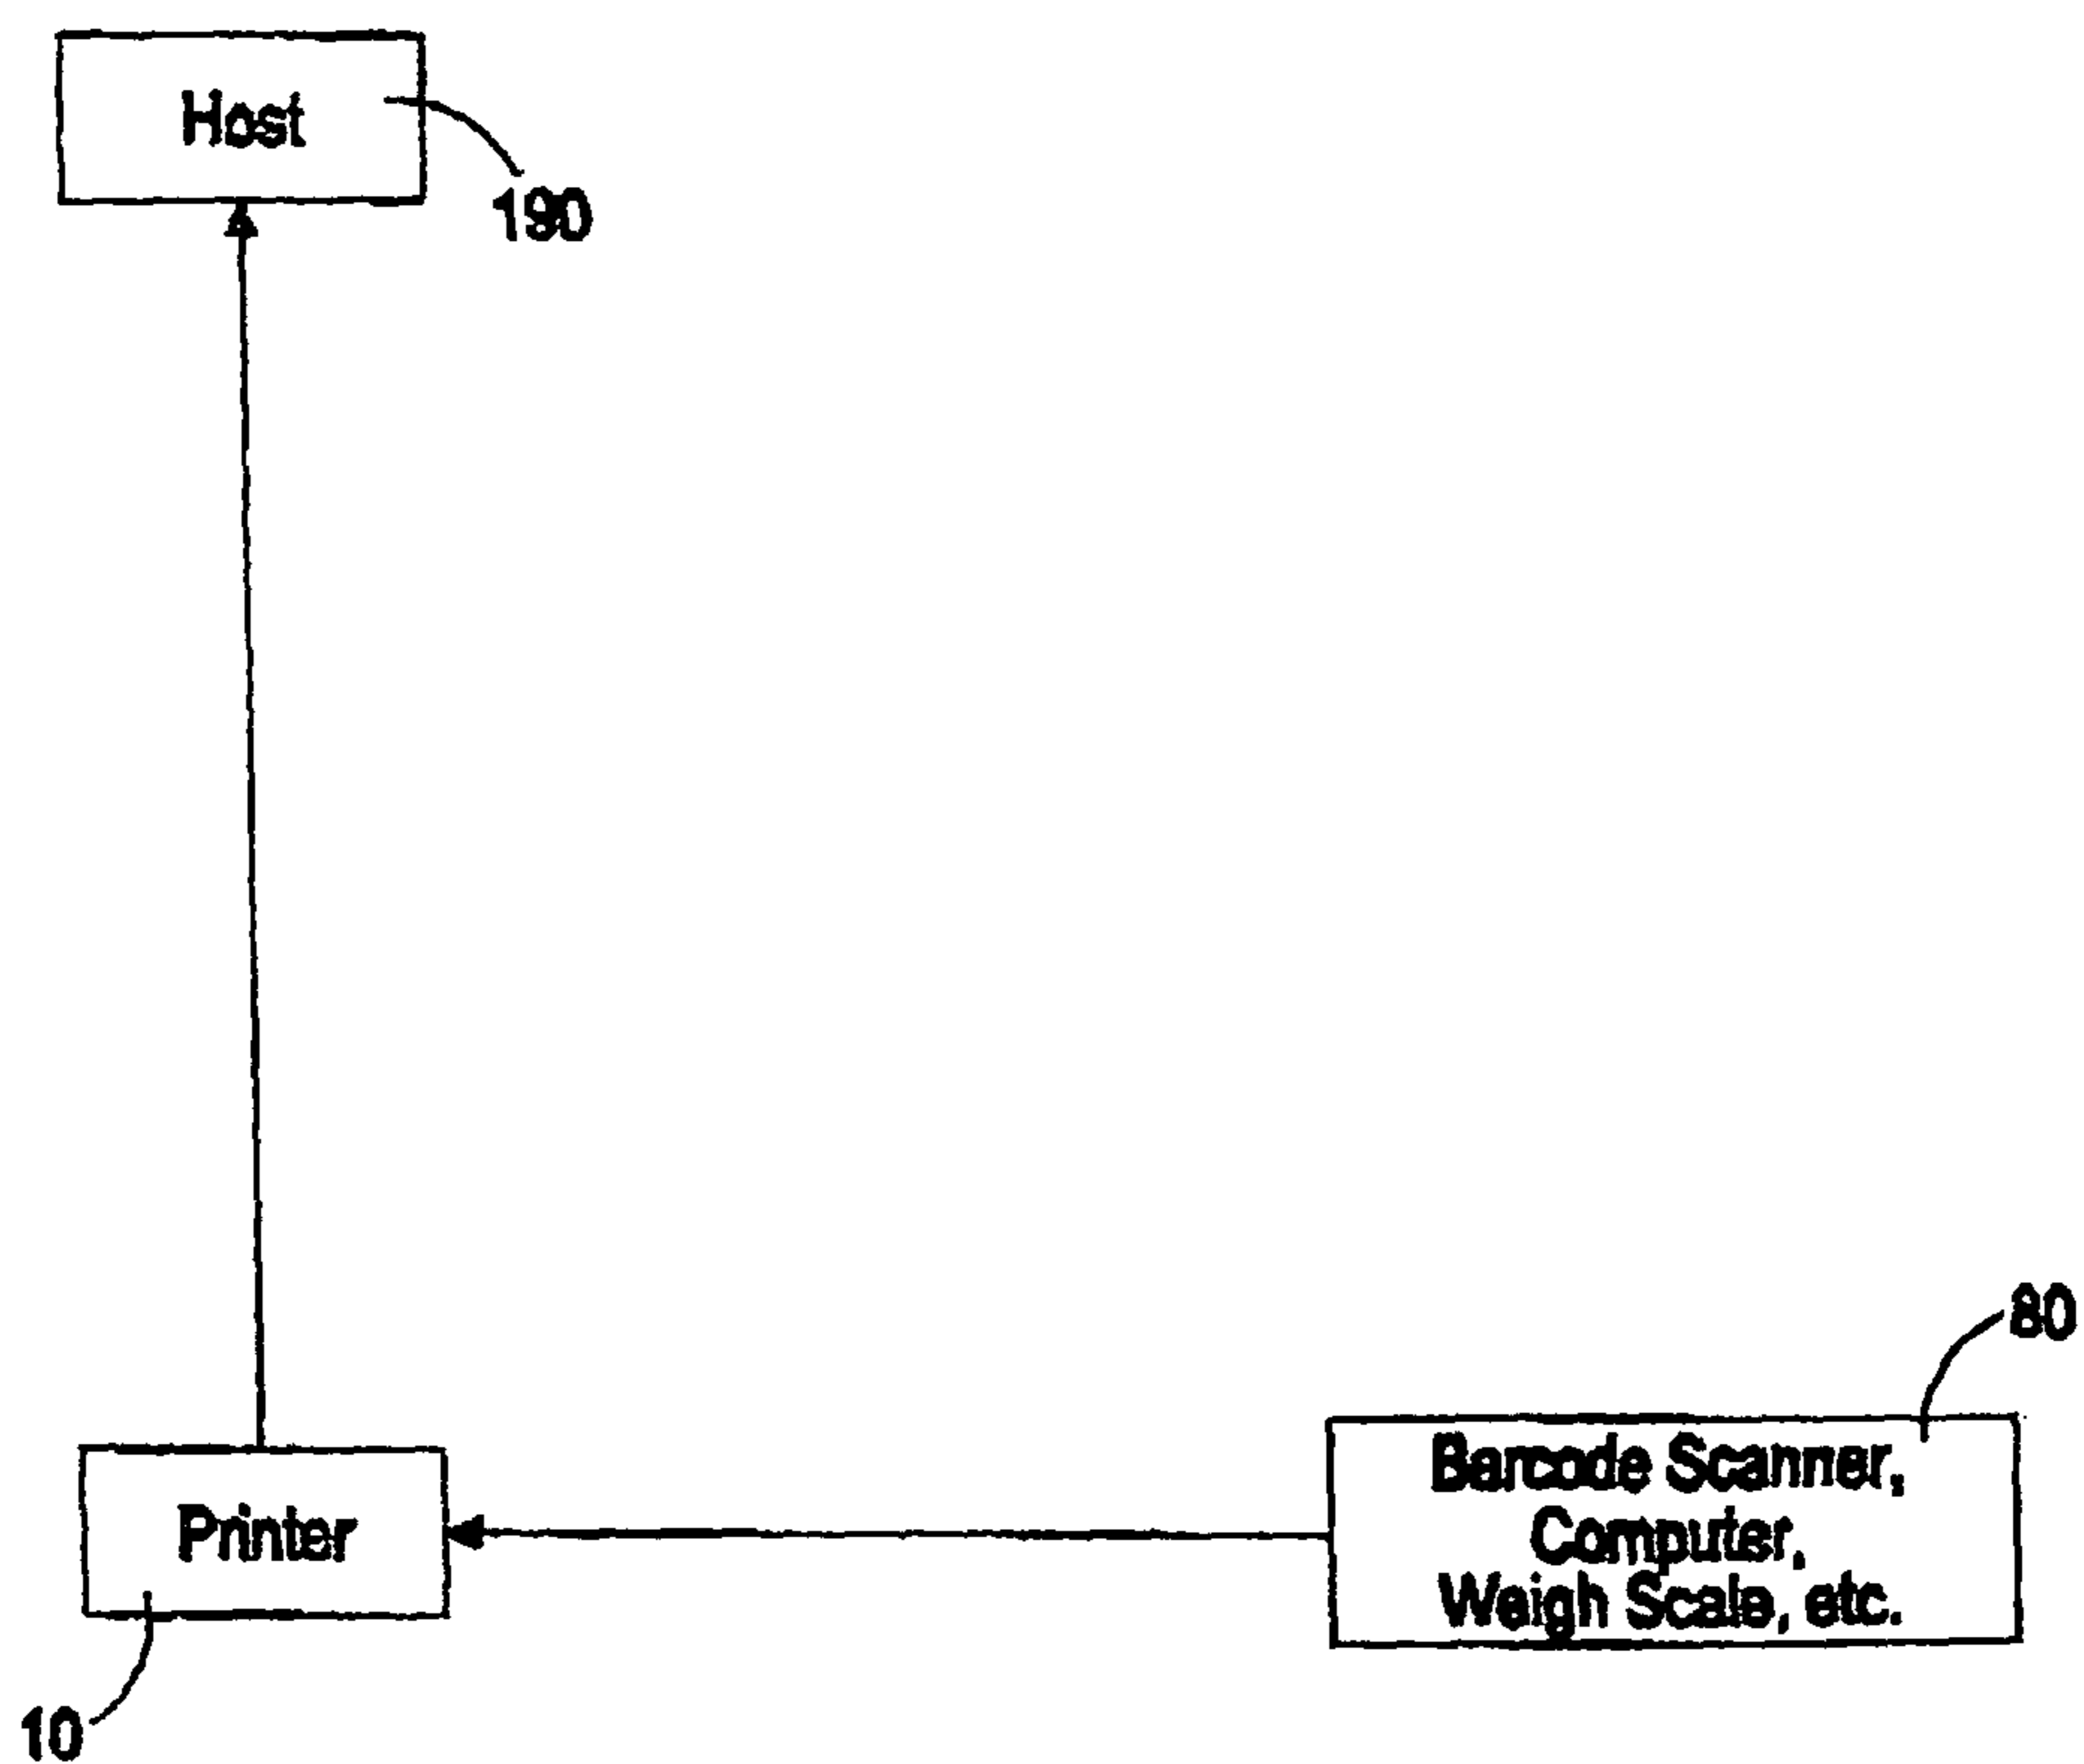 Host
190
80
Barcode Scanner,
Computer,
Weigh Scale, etc.
Printer
10